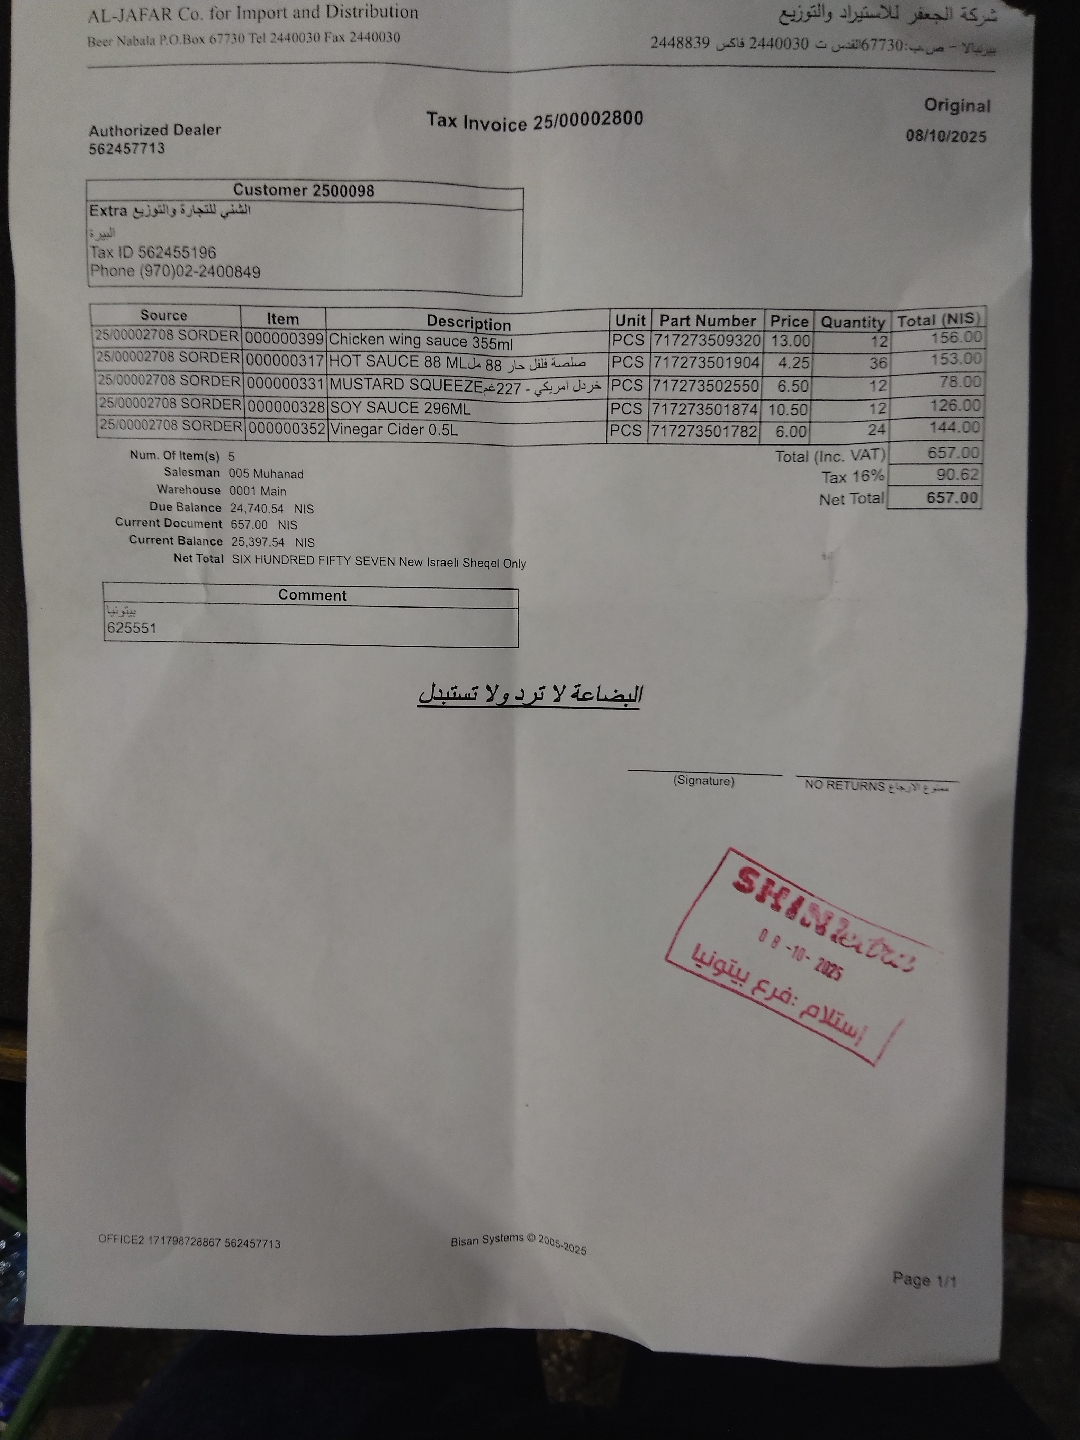 AL-JAFAR Co. for Import and Distribution
شركة الجعفر للاستيراد والتوزيع
Beer Nabala P.O.Box 67730 Tel 2440030 Fax 2440030
بيرنبالا - ص.ب:67730القدس ت 2440030 فاكس 2448839
Original
Tax Invoice 25/00002800
Authorized Dealer
08/10/2025
562457713
Customer 2500098
Extra الشني للتجارة والتوزيع
البيرة
Tax ID 562455196
Phone (970)02-2400849
Source Item Description Unit Part Number Price Quantity Total (NIS)
25/00002708 SORDER 000000399 Chicken wing sauce 355ml PCS 717273509320 13.00 12 156.00
25/00002708 SORDER 000000317 HOT SAUCE 88 ML صلصة فلفل حار 88 مل PCS 717273501904 4.25 36 153.00
25/00002708 SORDER 000000331 MUSTARD SQUEEZE خردل امريكي - 227غم PCS 717273502550 6.50 12 78.00
25/00002708 SORDER 000000328 SOY SAUCE 296ML PCS 717273501874 10.50 12 126.00
25/00002708 SORDER 000000352 Vinegar Cider 0.5L PCS 717273501782 6.00 24 144.00
Total (Inc. VAT) 657.00
Tax 16% 90.62
Net Total 657.00
Num. Of Item(s) 5
Salesman 005 Muhanad
Warehouse 0001 Main
Due Balance 24,740.54 NIS
Current Document 657.00 NIS
Current Balance 25,397.54 NIS
Net Total SIX HUNDRED FIFTY SEVEN New Israeli Sheqel Only
Comment
بيتونيا
625551
البضاعة لا ترد ولا تستبدل
(Signature)
NO RETURNS ممنوع الارجاع
SHINI extra
08-10-2025
إستلام :فرع بيتونيا
OFFICE2 171798728867 562457713
Bisan Systems © 2005-2025
Page 1/1